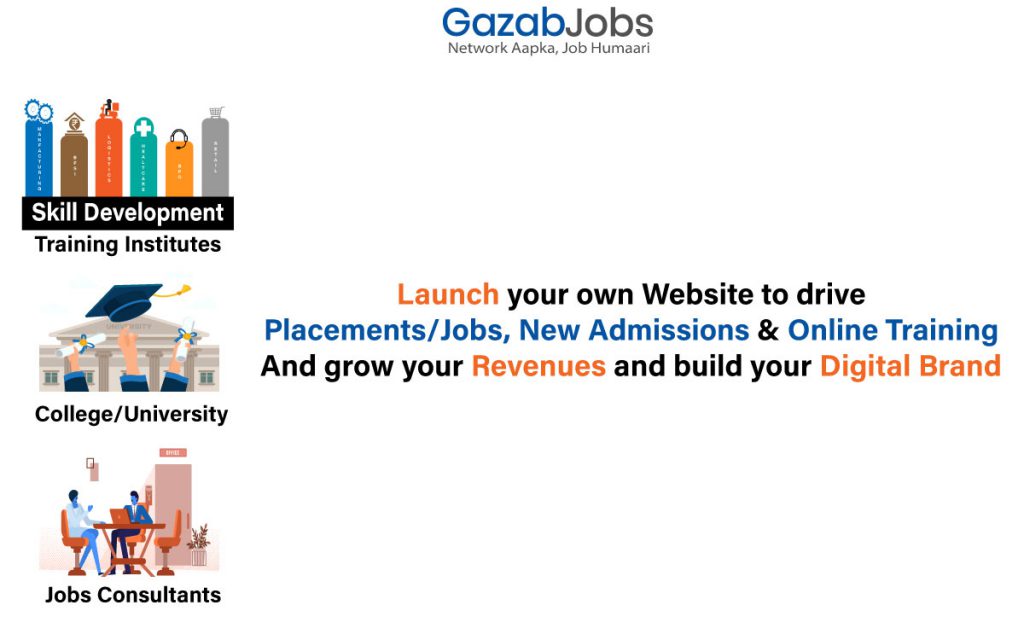 GazabJobs
Network Aapka, Job Humaari
MANFACTURING
BFSI
LOGISTICS
HEALTCARE
BPO
RETAIL
Skill Development
Training Institutes
UNIVERSITY
College/University
OFFICE
Jobs Consultants
Launch your own Website to drive
Placements/Jobs, New Admissions & Online Training
And grow your Revenues and build your Digital Brand